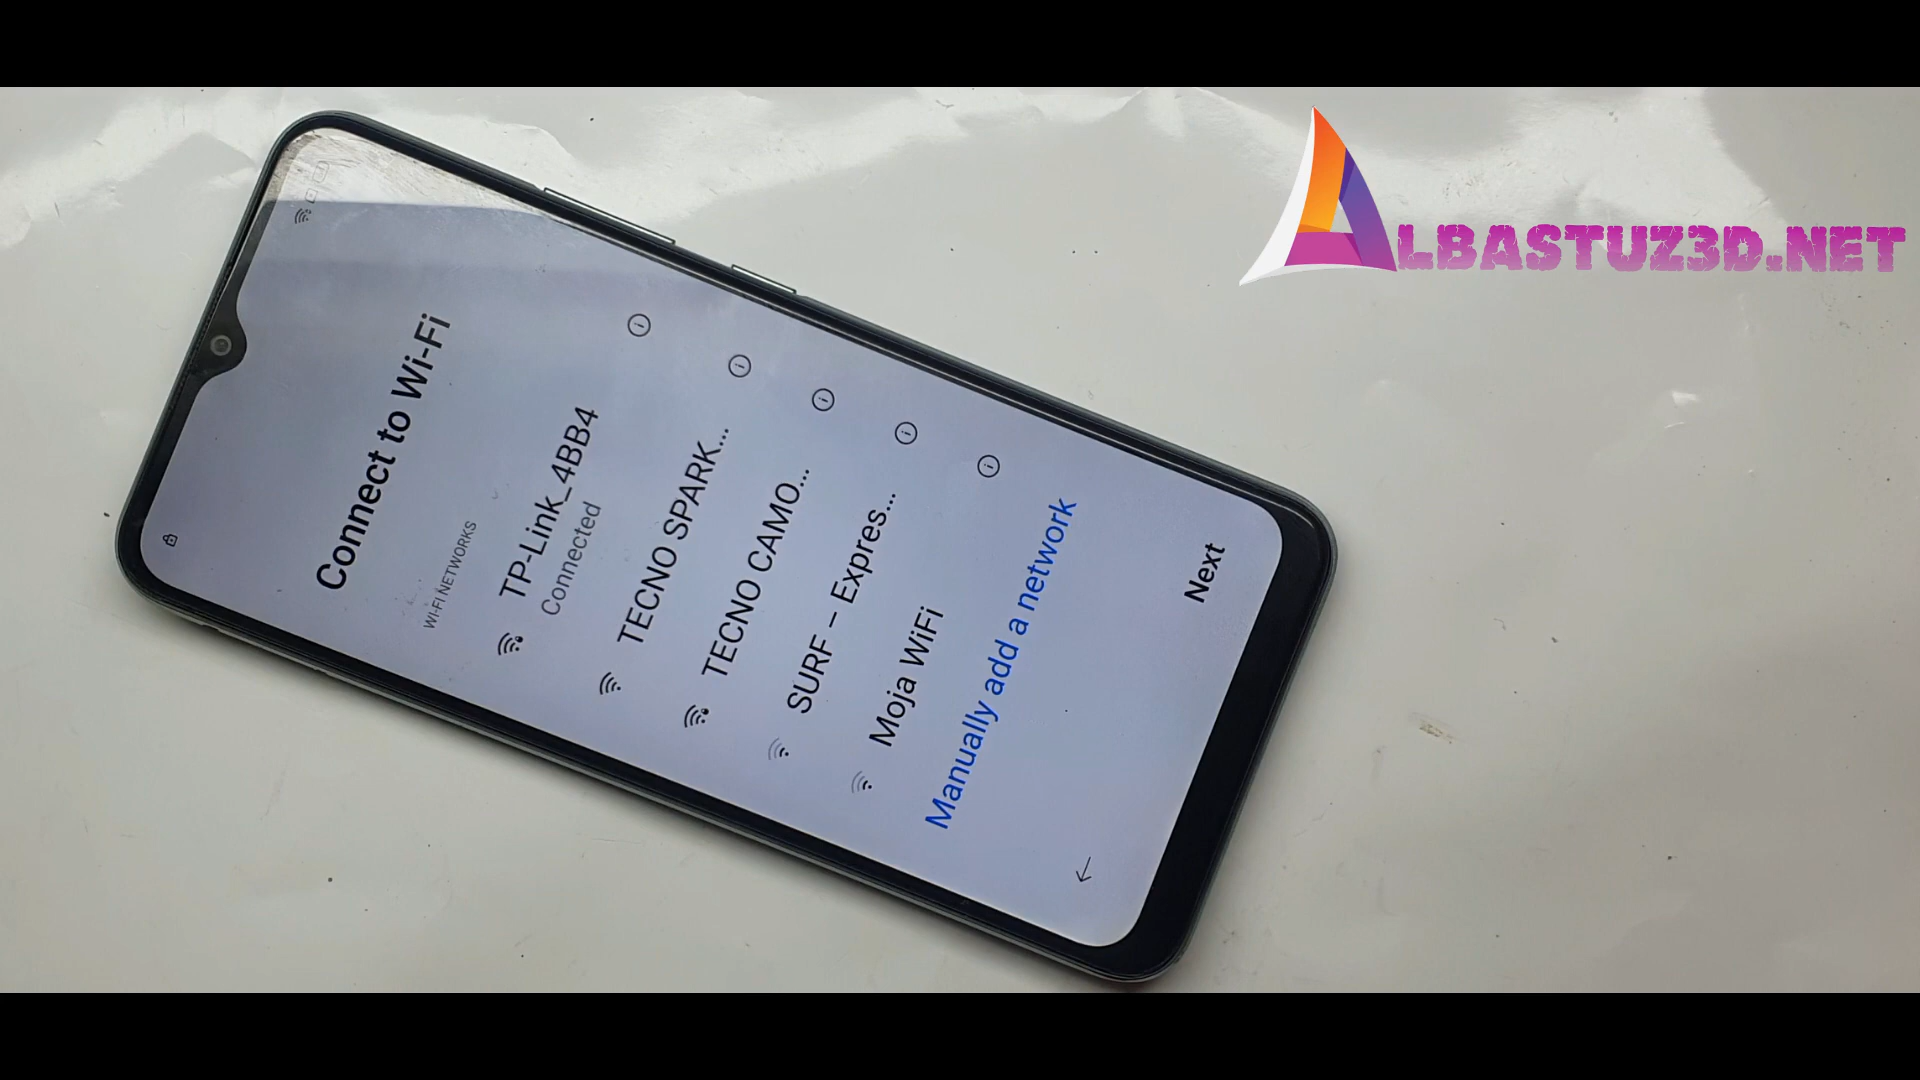 ALBASTUZ3D.NET
Connect to Wi-Fi
WI-FI NETWORKS
TP-Link_4BB4
Connected
TECNO SPARK...
TECNO CAMO...
SURF – Expres...
Moja WiFi
Manually add a network
Next